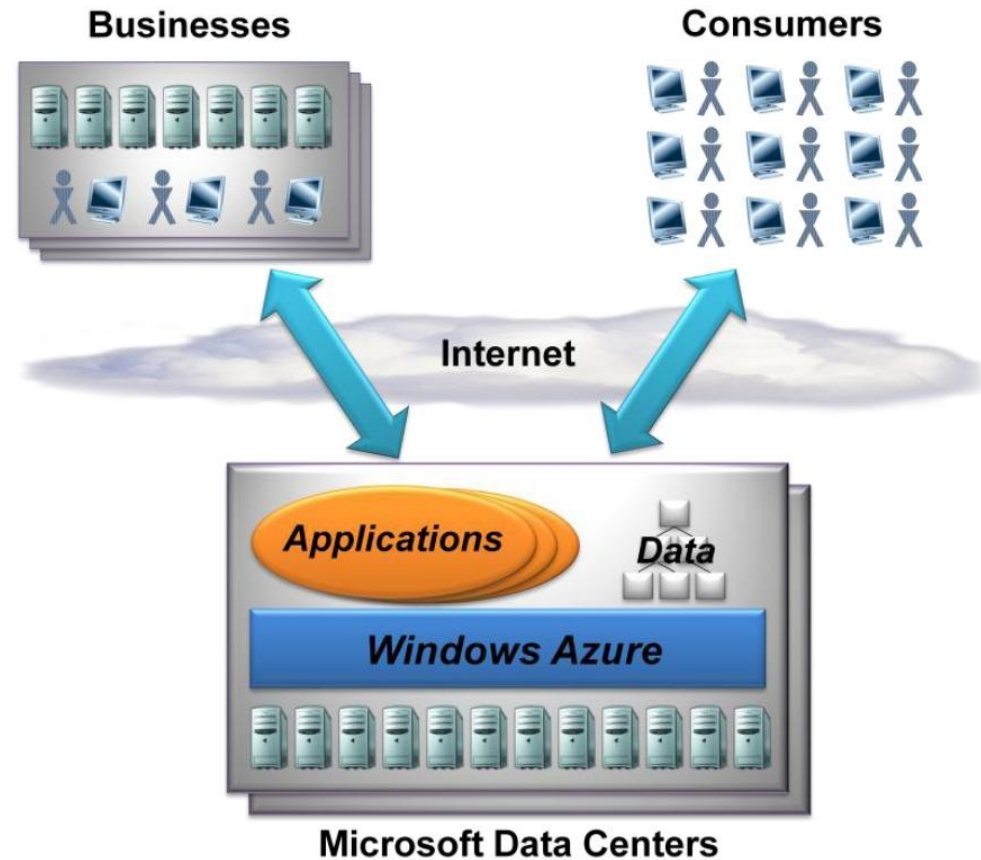 Businesses
Consumers
Internet
Applications
Data
Windows Azure
Microsoft Data Centers